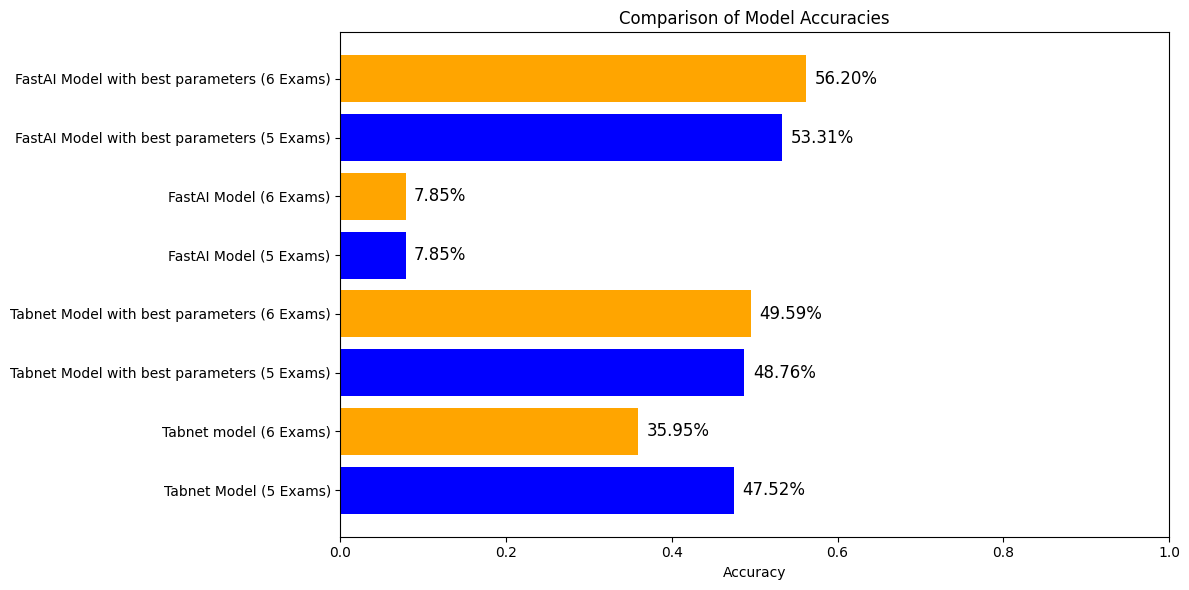 Comparison of Model Accuracies
FastAI Model with best parameters (6 Exams)
56.20%
FastAI Model with best parameters (5 Exams)
53.31%
FastAI Model (6 Exams)
7.85%
FastAI Model (5 Exams)
7.85%
Tabnet Model with best parameters (6 Exams)
49.59%
Tabnet Model with best parameters (5 Exams)
48.76%
Tabnet model (6 Exams)
35.95%
Tabnet Model (5 Exams)
47.52%
0.0 0.2 0.4 0.6 0.8 1.0
Accuracy